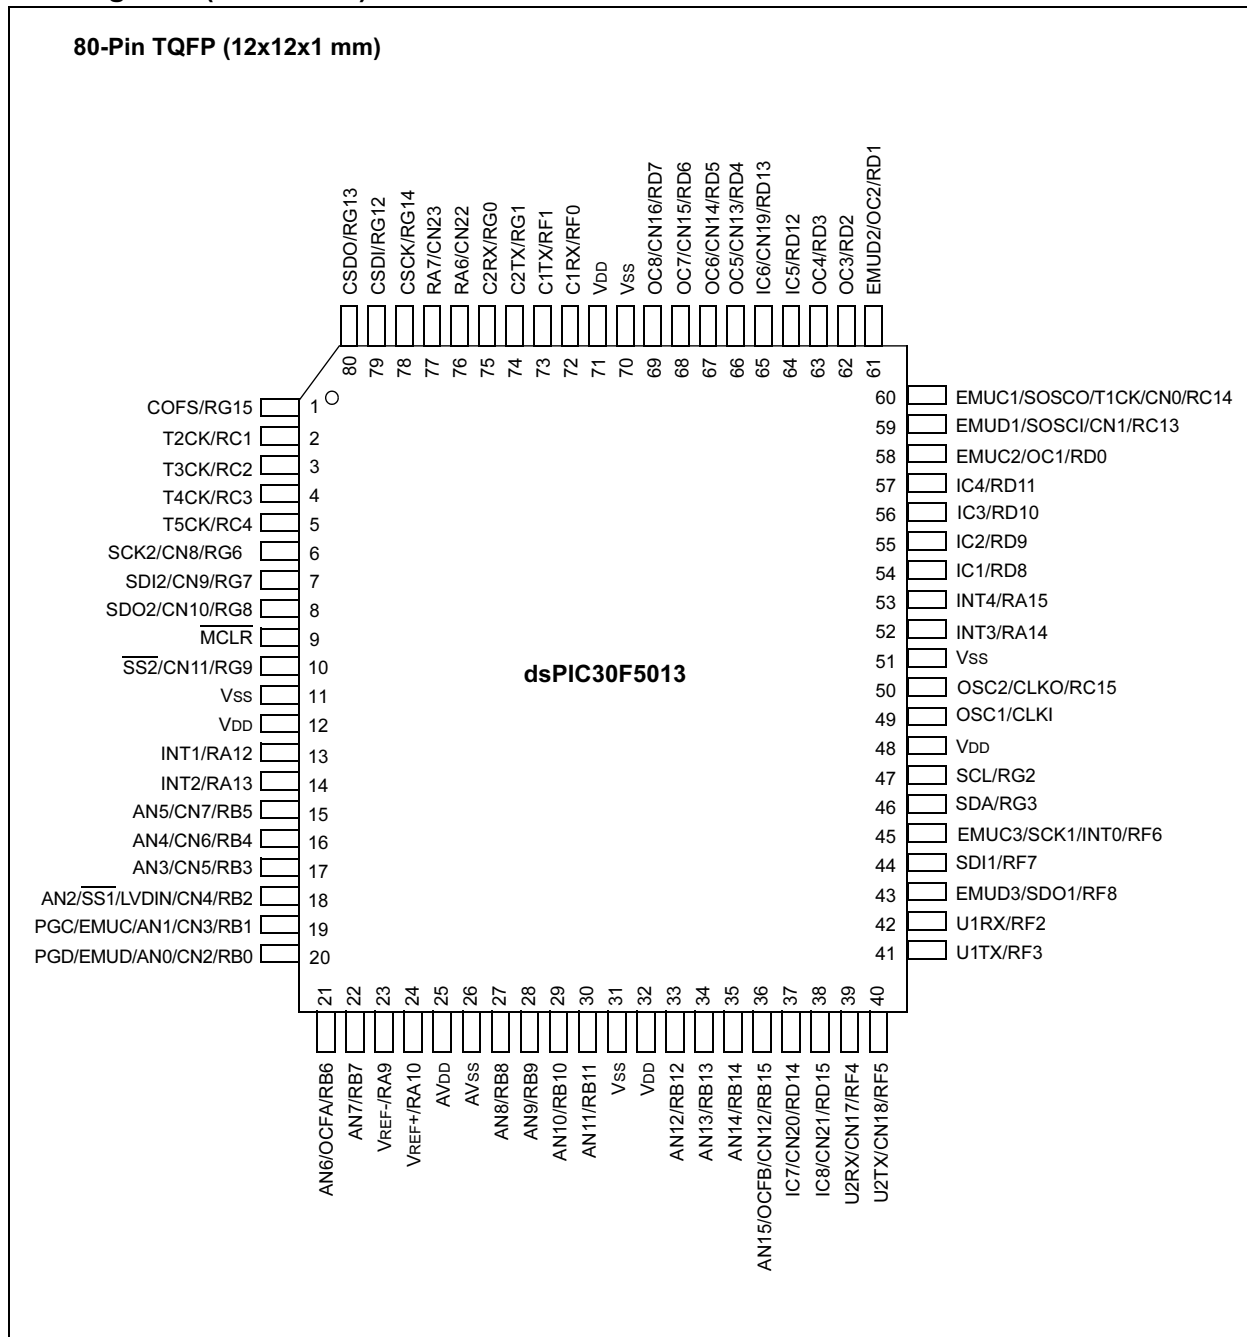 80-Pin TQFP (12x12x1 mm)
CSDO/RG13
CSDI/RG12
CSCK/RG14
RA7/CN23
RA6/CN22
C2RX/RG0
C2TX/RG1
C1TX/RF1
C1RX/RF0
VDD
VSS
OC8/CN16/RD7
OC7/CN15/RD6
OC6/CN14/RD5
OC5/CN13/RD4
IC6/CN19/RD13
IC5/RD12
OC4/RD3
OC3/RD2
EMUD2/OC2/RD1
80
79
78
77
76
75
74
73
72
71
70
69
68
67
66
65
64
63
62
61
COFS/RG15 1
T2CK/RC1 2
T3CK/RC2 3
T4CK/RC3 4
T5CK/RC4 5
SCK2/CN8/RG6 6
SDI2/CN9/RG7 7
SDO2/CN10/RG8 8
MCLR 9
SS2/CN11/RG9 10
VSS 11
VDD 12
INT1/RA12 13
INT2/RA13 14
AN5/CN7/RB5 15
AN4/CN6/RB4 16
AN3/CN5/RB3 17
AN2/SS1/LVDIN/CN4/RB2 18
PGC/EMUC/AN1/CN3/RB1 19
PGD/EMUD/AN0/CN2/RB0 20
dsPIC30F5013
60 EMUC1/SOSCO/T1CK/CN0/RC14
59 EMUD1/SOSCI/CN1/RC13
58 EMUC2/OC1/RD0
57 IC4/RD11
56 IC3/RD10
55 IC2/RD9
54 IC1/RD8
53 INT4/RA15
52 INT3/RA14
51 VSS
50 OSC2/CLKO/RC15
49 OSC1/CLKI
48 VDD
47 SCL/RG2
46 SDA/RG3
45 EMUC3/SCK1/INT0/RF6
44 SDI1/RF7
43 EMUD3/SDO1/RF8
42 U1RX/RF2
41 U1TX/RF3
21
22
23
24
25
26
27
28
29
30
31
32
33
34
35
36
37
38
39
40
AN6/OCFA/RB6
AN7/RB7
VREF-/RA9
VREF+/RA10
AVDD
AVSS
AN8/RB8
AN9/RB9
AN10/RB10
AN11/RB11
VSS
VDD
AN12/RB12
AN13/RB13
AN14/RB14
AN15/OCFB/CN12/RB15
IC7/CN20/RD14
IC8/CN21/RD15
U2RX/CN17/RF4
U2TX/CN18/RF5